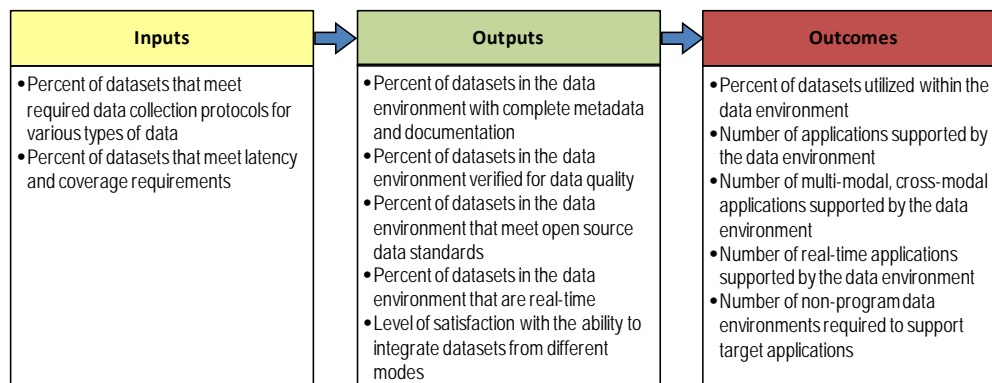 Inputs
• Percent of datasets that meet
required data collection protocols for
various types of data
• Percent of datasets that meet latency
and coverage requirements
Outputs
• Percent of datasets in the data
environment with complete metadata
and documentation
• Percent of datasets in the data
environment verified for data quality
• Percent of datasets in the data
environment that meet open source
data standards
• Percent of datasets in the data
environment that are real-time
• Level of satisfaction with the ability to
integrate datasets from different
modes
Outcomes
• Percent of datasets utilized within the
data environment
• Number of applications supported by
the data environment
• Number of multi-modal, cross-modal
applications supported by the data
environment
• Number of real-time applications
supported by the data environment
• Number of non-program data
environments required to support
target applications